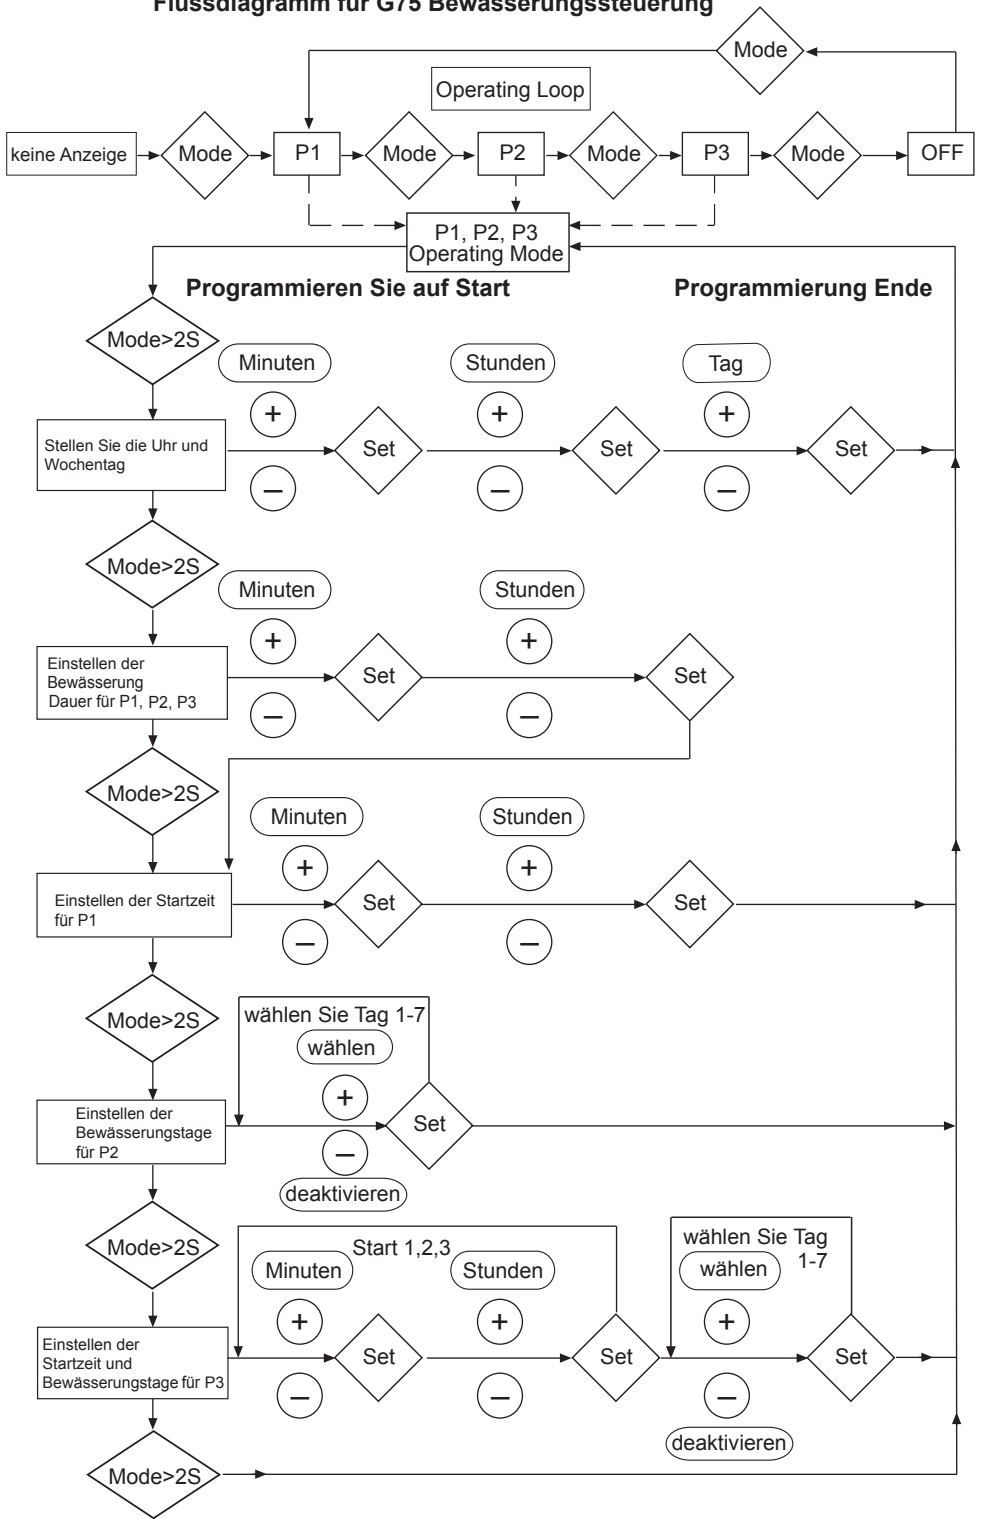 Flussdiagramm für G75 Bewässerungssteuerung
Mode
Operating Loop
keine Anzeige
Mode
P1
Mode
P2
Mode
P3
Mode
OFF
P1, P2, P3
Operating Mode
Programmieren Sie auf Start
Programmierung Ende
Mode>2S
Minuten
Stunden
Tag
+
+
+
Stellen Sie die Uhr und
Wochentag
Set
Set
Set
–
–
–
Mode>2S
Minuten
Stunden
+
+
Einstellen der
Bewässerung
Dauer für P1, P2, P3
Set
Set
–
–
Mode>2S
Minuten
Stunden
+
+
Einstellen der Startzeit
für P1
Set
Set
–
–
Mode>2S
wählen Sie Tag 1-7
wählen
+
Einstellen der
Bewässerungstage
für P2
Set
–
deaktivieren
Mode>2S
Start 1,2,3
Minuten
Stunden
wählen Sie Tag
1-7
wählen
+
+
+
Einstellen der
Startzeit und
Bewässerungstage für P3
Set
Set
Set
–
–
–
deaktivieren
Mode>2S